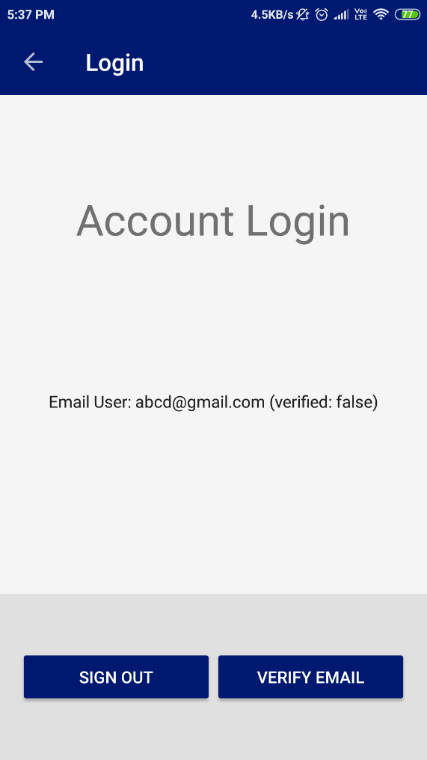 5:37 PM 4.5KB/s Vo LTE 77
Login
Account Login
Email User: abcd@gmail.com (verified: false)
SIGN OUT VERIFY EMAIL